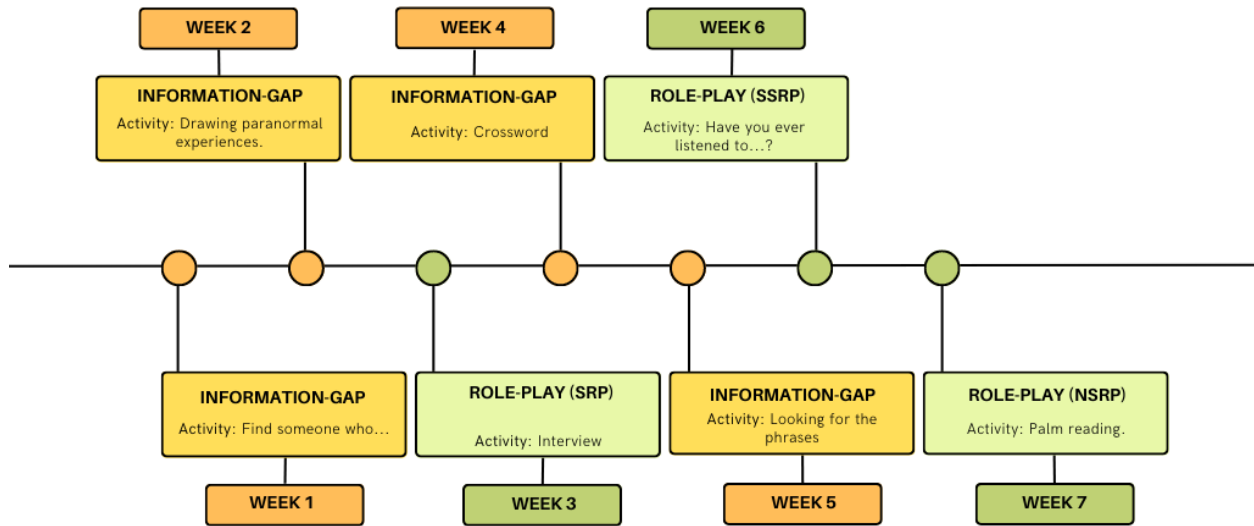 WEEK 2
WEEK 4
WEEK 6
INFORMATION-GAP
Activity: Drawing paranormal
experiences.
INFORMATION-GAP
Activity: Crossword
ROLE-PLAY (SSRP)
Activity: Have you ever
listened to...?
INFORMATION-GAP
Activity: Find someone who...
ROLE-PLAY (SRP)
Activity: Interview
INFORMATION-GAP
Activity: Looking for the
phrases
ROLE-PLAY (NSRP)
Activity: Palm reading.
WEEK 1
WEEK 3
WEEK 5
WEEK 7